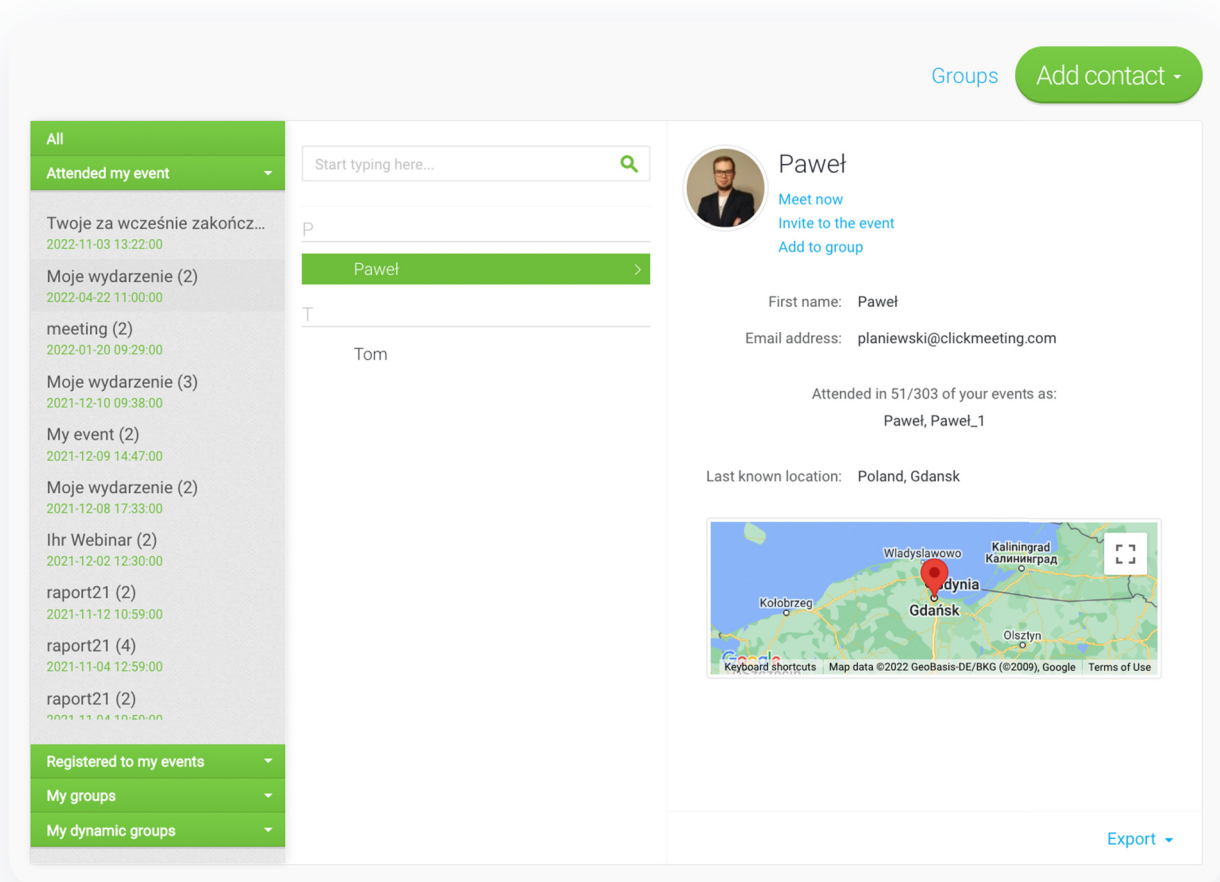 Groups
Add contact
All
Attended my event
Twoje za wcześnie zakończ...
2022-11-03 13:22:00
Moje wydarzenie (2)
2022-04-22 11:00:00
meeting (2)
2022-01-20 09:29:00
Moje wydarzenie (3)
2021-12-10 09:38:00
My event (2)
2021-12-09 14:47:00
Moje wydarzenie (2)
2021-12-08 17:33:00
Ihr Webinar (2)
2021-12-02 12:30:00
raport21 (2)
2021-11-12 10:59:00
raport21 (4)
2021-11-04 12:59:00
raport21 (2)
Registered to my events
My groups
My dynamic groups
Start typing here...
P
Paweł
T
Tom
Paweł
Meet now
Invite to the event
Add to group
First name: Paweł
Email address: planiewski@clickmeeting.com
Attended in 51/303 of your events as:
Paweł, Paweł_1
Last known location: Poland, Gdansk
Wladyslawowo
Kaliningrad
Калининград
Kołobrzeg
Gdańsk
Olsztyn
Google
Keyboard shortcuts
Map data ©2022 GeoBasis-DE/BKG (©2009), Google
Terms of Use
Export